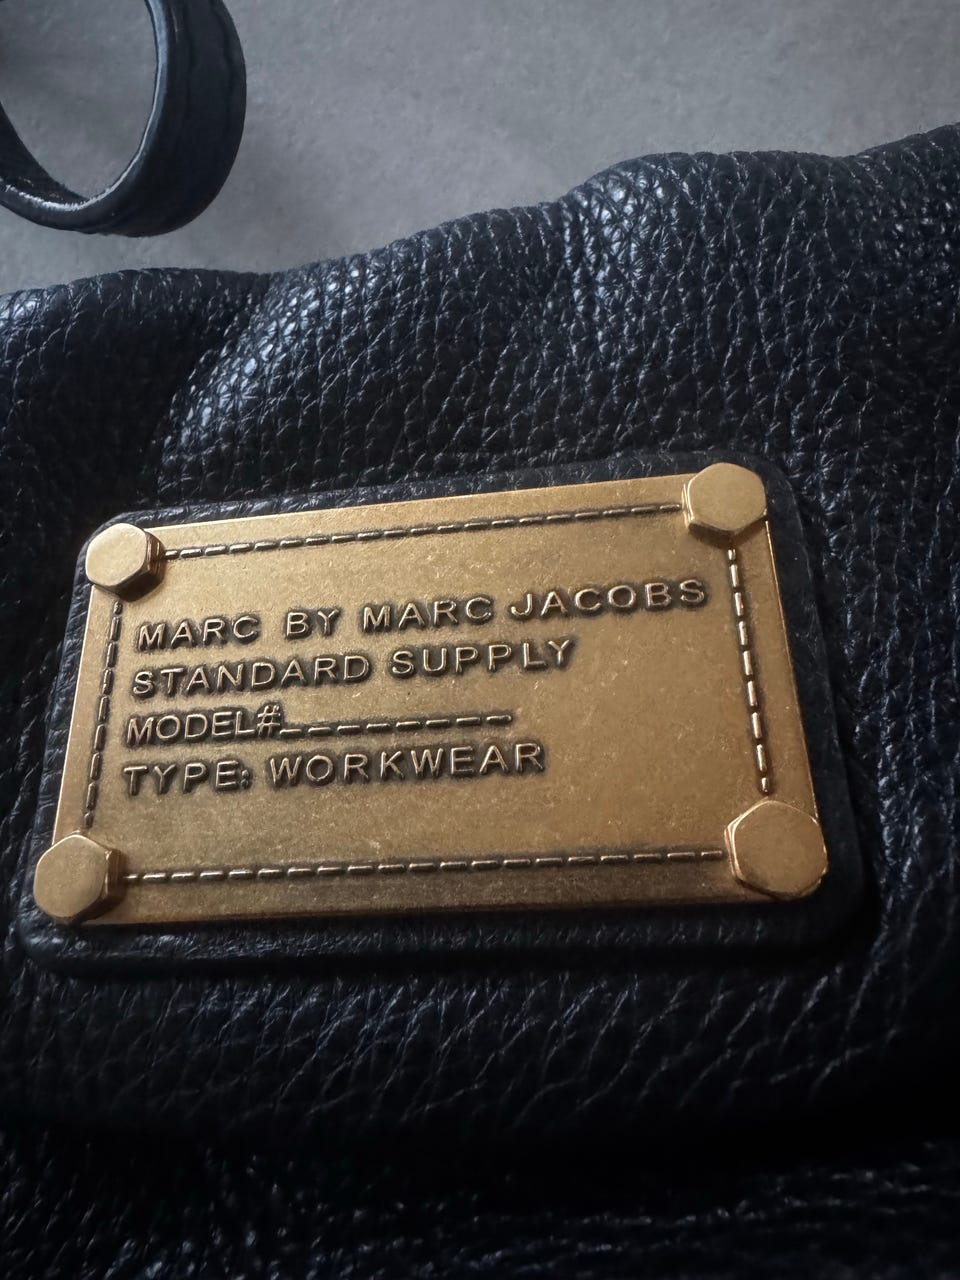 MARC BY MARC JACOBS
STANDARD SUPPLY
MODEL#_________
TYPE: WORKWEAR